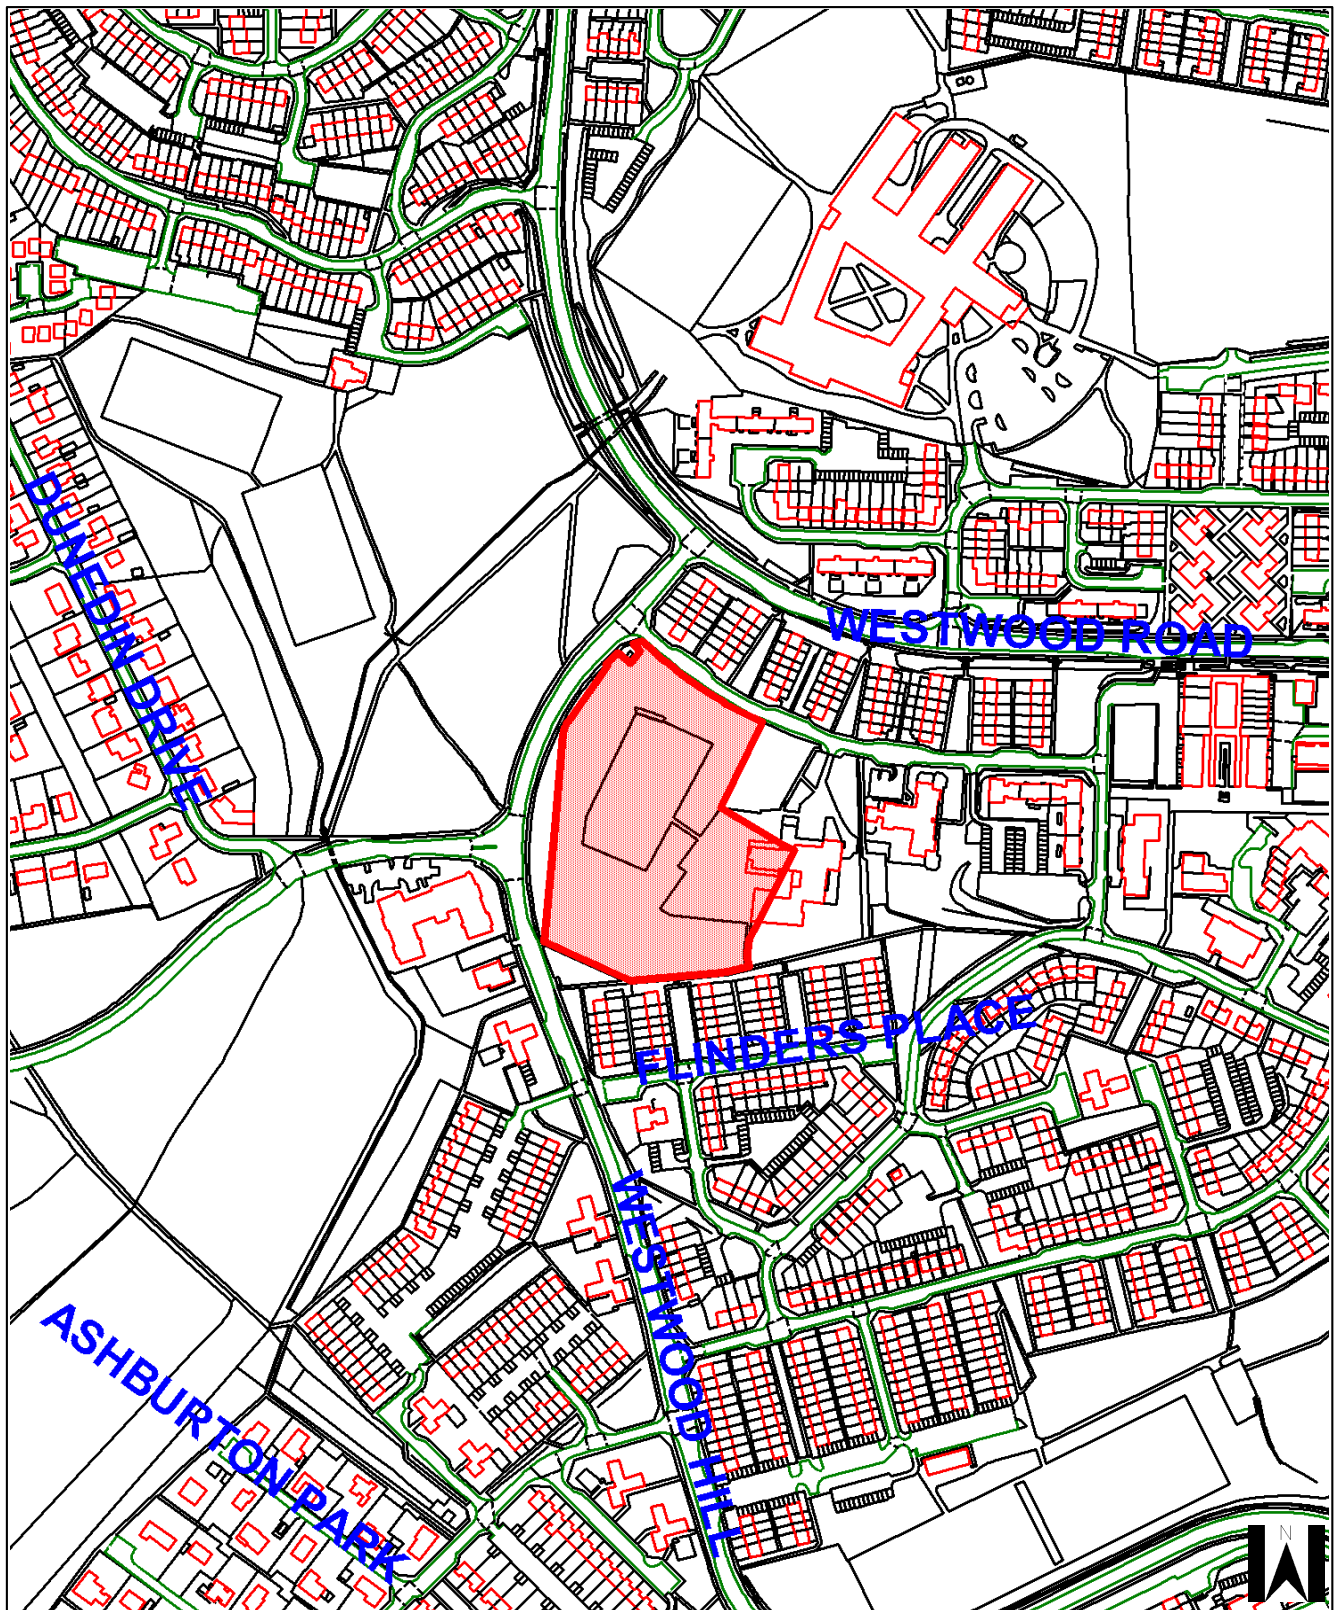 DUNEDIN DRIVE
WESTWOOD ROAD
FLINDERS PLACE
WESTWOOD HILL
ASHBURTON PARK
N